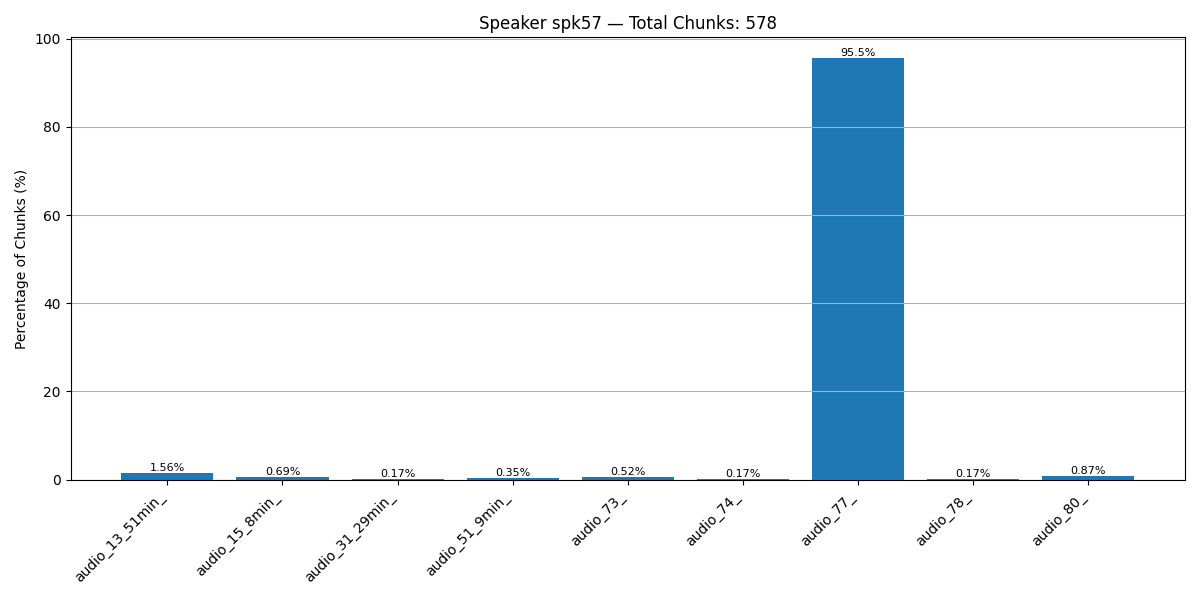 Speaker spk57 — Total Chunks: 578
Percentage of Chunks (%)
100
80
60
40
20
0
1.56%
0.69%
0.17%
0.35%
0.52%
0.17%
95.5%
0.17%
0.87%
audio_13_51min_
audio_15_8min_
audio_31_29min_
audio_51_9min_
audio_73_
audio_74_
audio_77_
audio_78_
audio_80_